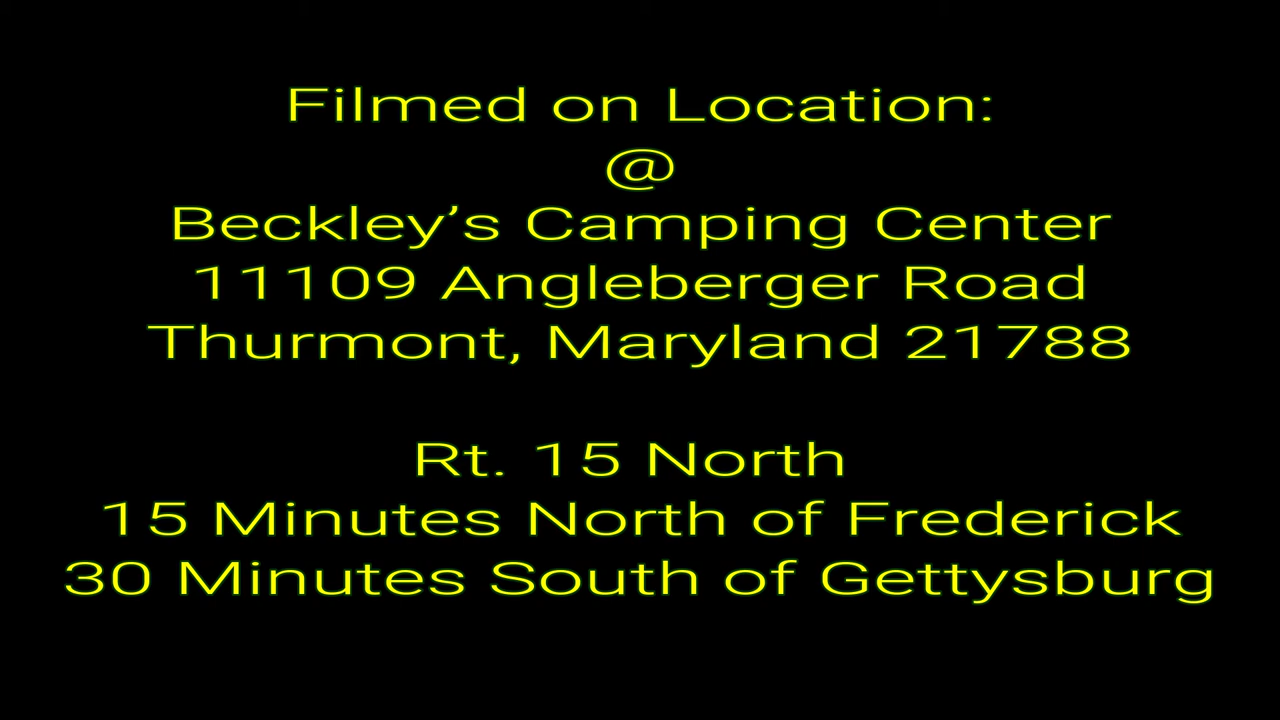 Filmed on Location:
@
Beckley’s Camping Center
11109 Angleberger Road
Thurmont, Maryland 21788
Rt. 15 North
15 Minutes North of Frederick
30 Minutes South of Gettysburg